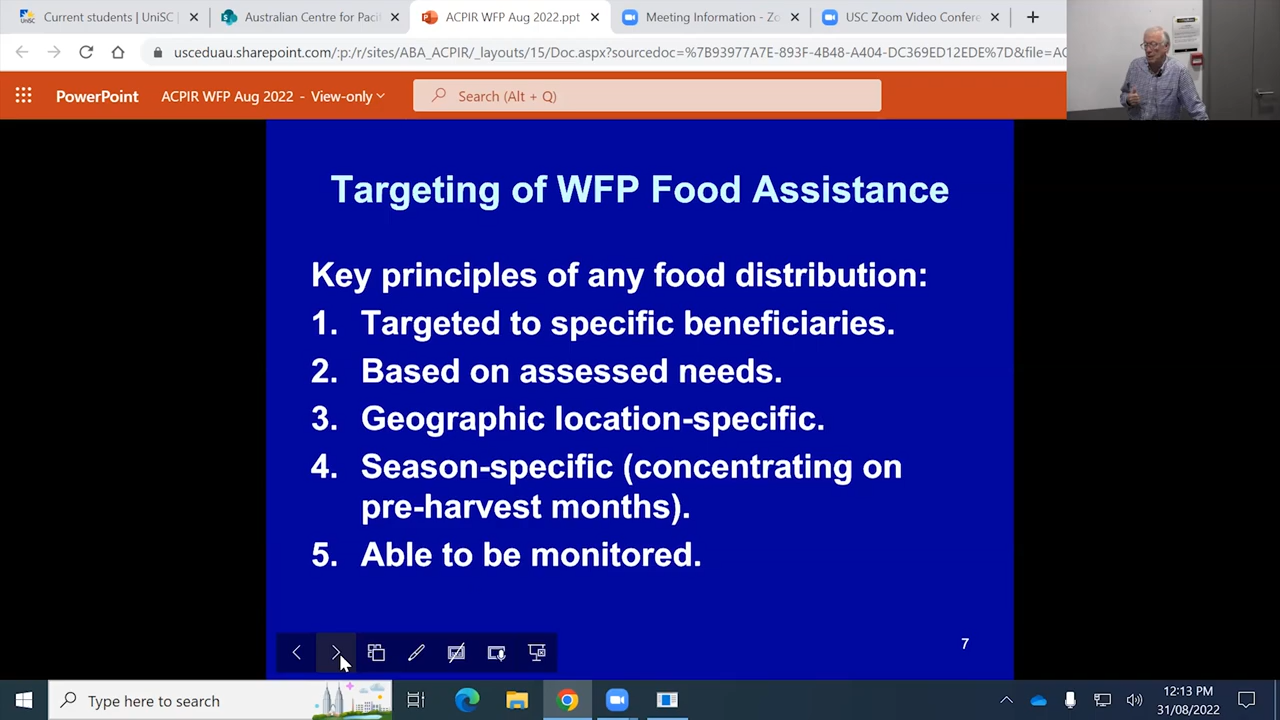 Current students | UniSC |
Australian Centre for Pacif
ACPIR WFP Aug 2022.ppt
Meeting Information - Zo
USC Zoom Video Confere
usceduau.sharepoint.com/:p:/r/sites/ABA_ACPIR/_layouts/15/Doc.aspx?sourcedoc=%7B93977A7E-893F-4B48-A404-DC369ED12EDE%7D&file=AC
PowerPoint
ACPIR WFP Aug 2022 - View-only
Search (Alt + Q)
Targeting of WFP Food Assistance
Key principles of any food distribution:
1. Targeted to specific beneficiaries.
2. Based on assessed needs.
3. Geographic location-specific.
4. Season-specific (concentrating on
pre-harvest months).
5. Able to be monitored.
7
Type here to search
12:13 PM
31/08/2022